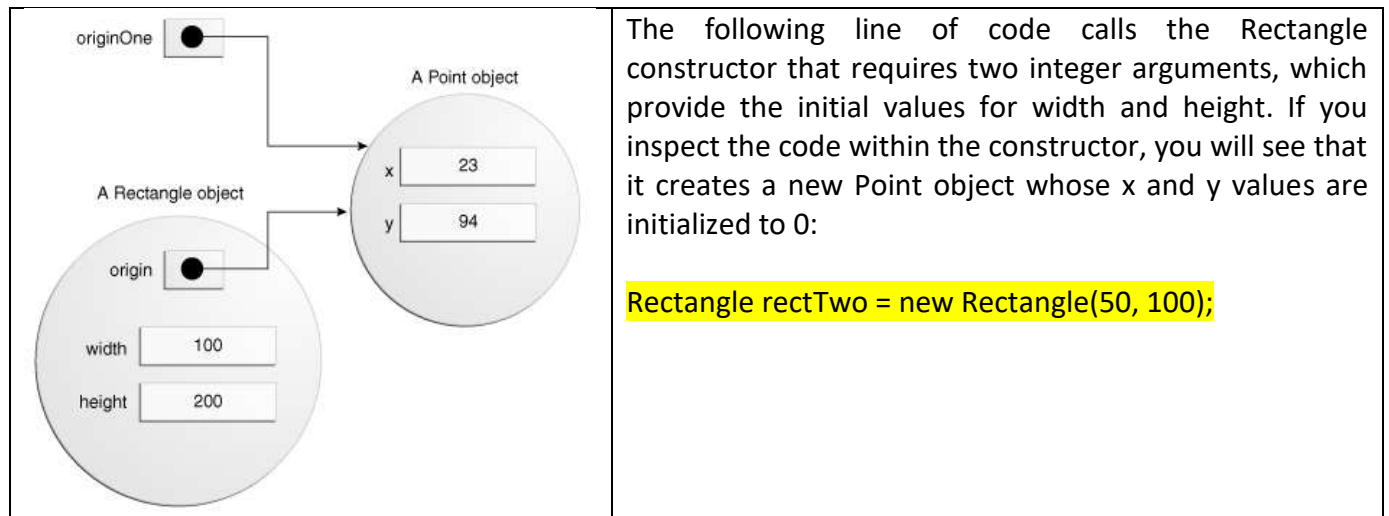 originOne
A Point object
x 23
y 94
A Rectangle object
origin
width 100
height 200
The following line of code calls the Rectangle
constructor that requires two integer arguments, which
provide the initial values for width and height. If you
inspect the code within the constructor, you will see that
it creates a new Point object whose x and y values are
initialized to 0:
Rectangle rectTwo = new Rectangle(50, 100);